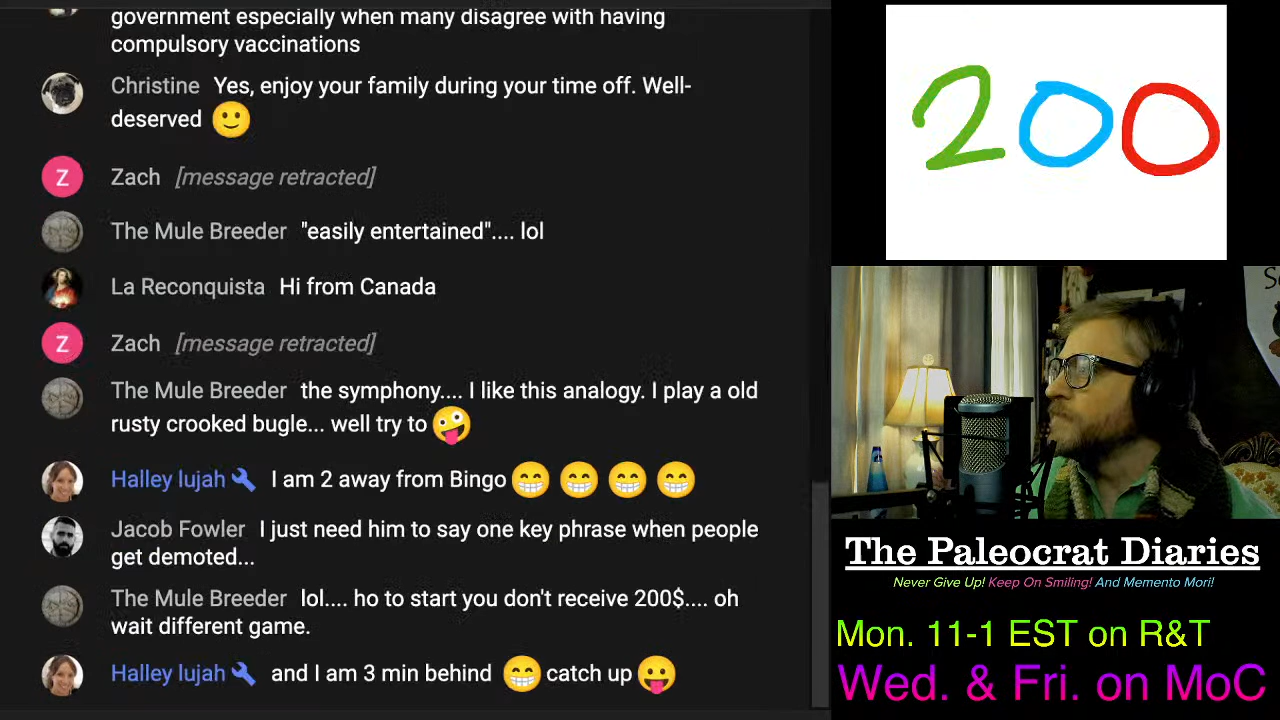 government especially when many disagree with having
compulsory vaccinations
Christine Yes, enjoy your family during your time off. Well-
deserved
Z
Zach [message retracted]
The Mule Breeder "easily entertained".... lol
La Reconquista Hi from Canada
Z
Zach [message retracted]
The Mule Breeder the symphony.... I like this analogy. I play a old
rusty crooked bugle... well try to
Halley lujah I am 2 away from Bingo
Jacob Fowler I just need him to say one key phrase when people
get demoted...
The Mule Breeder lol.... ho to start you don't receive 200$.... oh
wait different game.
Halley lujah and I am 3 min behind catch up
200
The Paleocrat Diaries
Never Give Up! Keep On Smiling! And Memento Mori!
Mon. 11-1 EST on R&T
Wed. & Fri. on MoC